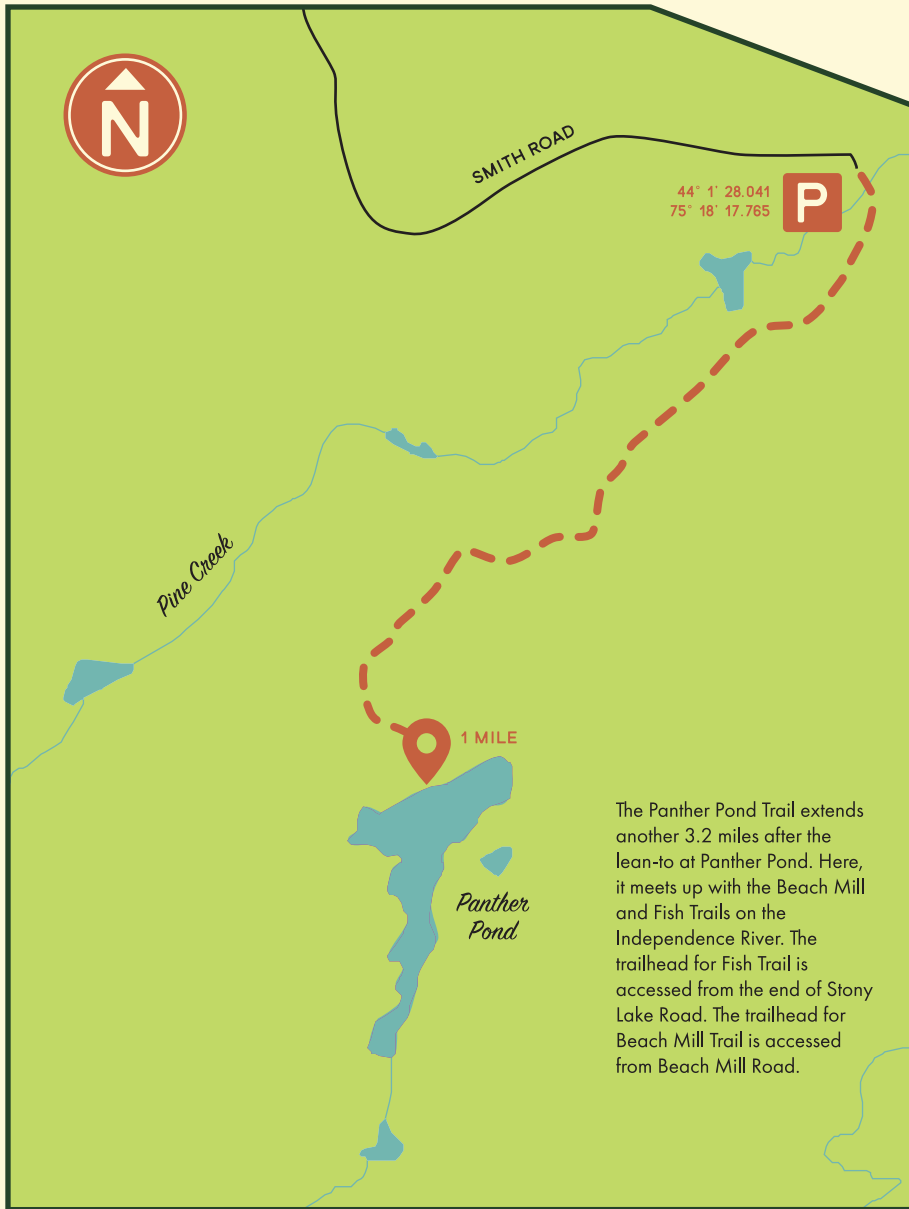 N
SMITH ROAD
44° 1' 28.041
75° 18' 17.765
P
Pine Creek
1 MILE
Panther
Pond
The Panther Pond Trail extends
another 3.2 miles after the
lean-to at Panther Pond. Here,
it meets up with the Beach Mill
and Fish Trails on the
Independence River. The
trailhead for Fish Trail is
accessed from the end of Stony
Lake Road. The trailhead for
Beach Mill Trail is accessed
from Beach Mill Road.